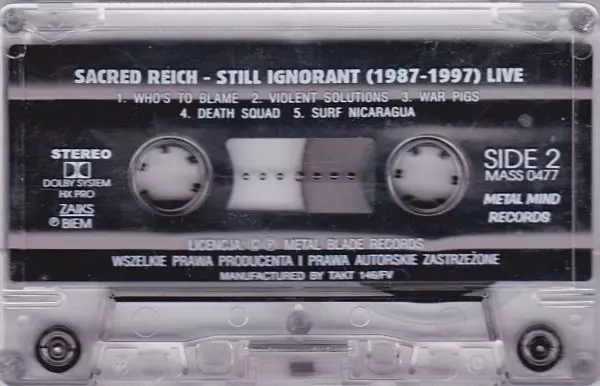 SACRED REICH - STILL IGNORANT (1987-1997) LIVE
1. WHO'S TO BLAME 2. VIOLENT SOLUTIONS 3. WAR PIGS
4. DEATH SQUAD 5. SURF NICARAGUA
STEREO
DOLBY SYSTEM
HX PRO
ZAIKS
Ⓟ BIEM
SIDE 2
MASS 0477
METAL MIND
RECORDS
LICENCJA: © Ⓟ METAL BLADE RECORDS
WSZELKIE PRAWA PRODUCENTA I PRAWA AUTORSKIE ZASTRZEŻONE
MANUFACTURED BY TAKT 146/FV